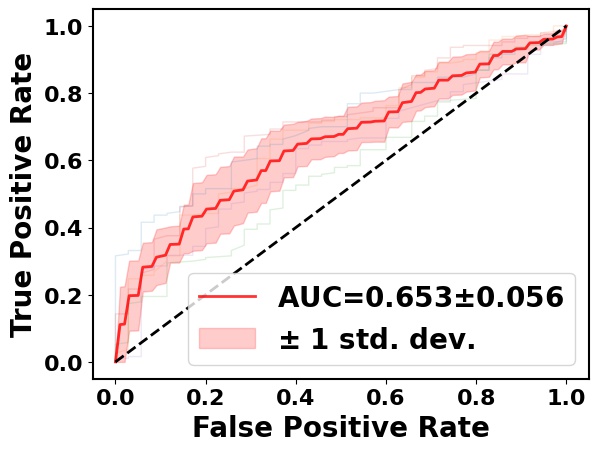 True Positive Rate
1.0
0.8
0.6
0.4
0.2
0.0
AUC=0.653±0.056
± 1 std. dev.
0.0 0.2 0.4 0.6 0.8 1.0
False Positive Rate